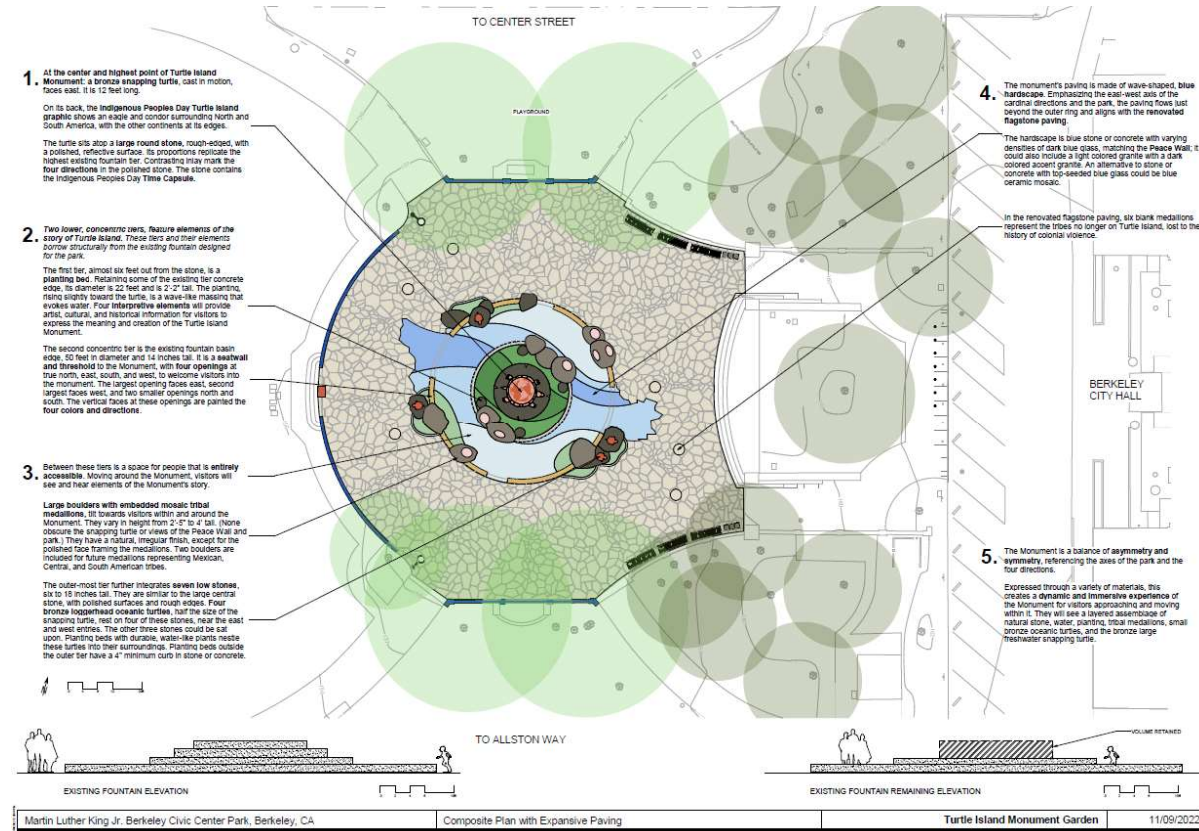 TO CENTER STREET
1. At the center and highest point of Turtle Island
Monument: a bronze snapping turtle, cast in motion,
faces east. It is 12 feet long.
On its back, the Indigenous Peoples Day Turtle Island
graphic shows an eagle and condor surrounding North and
South America, with the other continents at its edges.
The turtle sits atop a large round stone, rough-edged, with
a polished, reflective surface. Its proportions replicate the
highest existing fountain tier. Contrasting inlay mark the
four directions in the polished stone. The stone contains
the Indigenous Peoples Day Time Capsule.
2. Two lower, concentric tiers, feature elements of the
story of Turtle Island. These tiers and their elements
borrow structurally from the existing fountain designed
for the park.
The first tier, almost six feet out from the stone, is a
planting bed. Retaining some of the existing tier concrete
edge, its diameter is 22 feet and is 2'-2" tall. The planting,
rising slightly toward the turtle, is a wave-like massing that
evokes water. Four interpretive elements will provide
artist, cultural, and historical information for visitors to
express the meaning and creation of the Turtle Island
Monument.
The second concentric tier is the existing fountain basin
edge, 50 feet in diameter and 14 inches tall. It is a seatwall
and threshold to the Monument, with four openings at
true north, east, south, and west, to welcome visitors into
the monument. The largest opening faces east, second
largest faces west, and two smaller openings north and
south. The vertical faces at these openings are painted the
four colors and directions.
3. Between these tiers is a space for people that is entirely
accessible. Moving around the Monument, visitors will
see and hear elements of the Monument's story.
Large boulders with embedded mosaic tribal
medallions, tilt towards visitors within and around the
Monument. They vary in height from 2'-5" to 4' tall. (None
obscure the snapping turtle or views of the Peace Wall and
park.) They have a natural, irregular finish, except for the
polished face framing the medallions. Two boulders are
included for future medallions representing Mexican,
Central, and South American tribes.
The outer-most tier further integrates seven low stones,
six to 18 inches tall. They are similar to the large central
stone, with polished surfaces and rough edges. Four
bronze loggerhead oceanic turtles, half the size of the
snapping turtle, rest on four of these stones, near the east
and west entries. The other three stones could be sat
upon. Planting beds with durable, water-like plants nestle
these turtles into their surroundings. Planting beds outside
the outer tier have a 4" minimum curb in stone or concrete.
PLAYGROUND
4. The monument's paving is made of wave-shaped, blue
hardscape. Emphasizing the east-west axis of the
cardinal directions and the park, the paving flows just
beyond the outer ring and aligns with the renovated
flagstone paving.
The hardscape is blue stone or concrete with varying
densities of dark blue glass, matching the Peace Wall; it
could also include a light colored granite with a dark
colored accent granite. An alternative to stone or
concrete with top-seeded blue glass could be blue
ceramic mosaic.
In the renovated flagstone paving, six blank medallions
represent the tribes no longer on Turtle Island, lost to the
history of colonial violence.
BERKELEY
CITY HALL
5. The Monument is a balance of asymmetry and
symmetry, referencing the axes of the park and the
four directions.
Expressed through a variety of materials, this
creates a dynamic and immersive experience of
the Monument for visitors approaching and moving
within it. They will see a layered assemblage of
natural stone, water, planting, tribal medallions, small
bronze oceanic turtles, and the bronze large
freshwater snapping turtle.
TO ALLSTON WAY
VOLUME RETAINED
EXISTING FOUNTAIN ELEVATION
EXISTING FOUNTAIN REMAINING ELEVATION
Martin Luther King Jr. Berkeley Civic Center Park, Berkeley, CA
Composite Plan with Expansive Paving
Turtle Island Monument Garden
11/09/2022